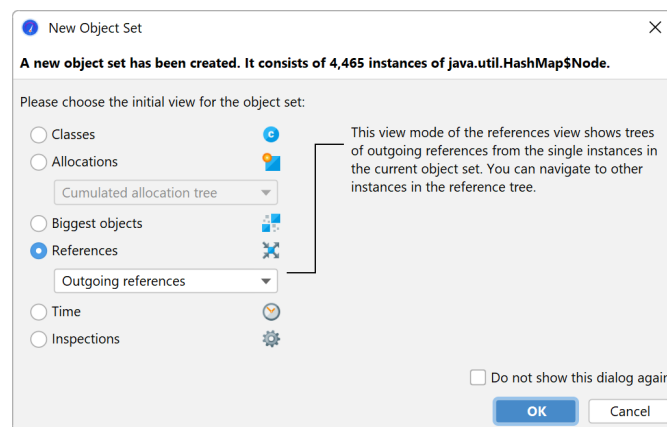 New Object Set
A new object set has been created. It consists of 4,465 instances of java.util.HashMap$Node.
Please choose the initial view for the object set:
Classes
Allocations
Cumulated allocation tree
Biggest objects
References
Outgoing references
Time
Inspections
This view mode of the references view shows trees
of outgoing references from the single instances in
the current object set. You can navigate to other
instances in the reference tree.
Do not show this dialog again
OK
Cancel